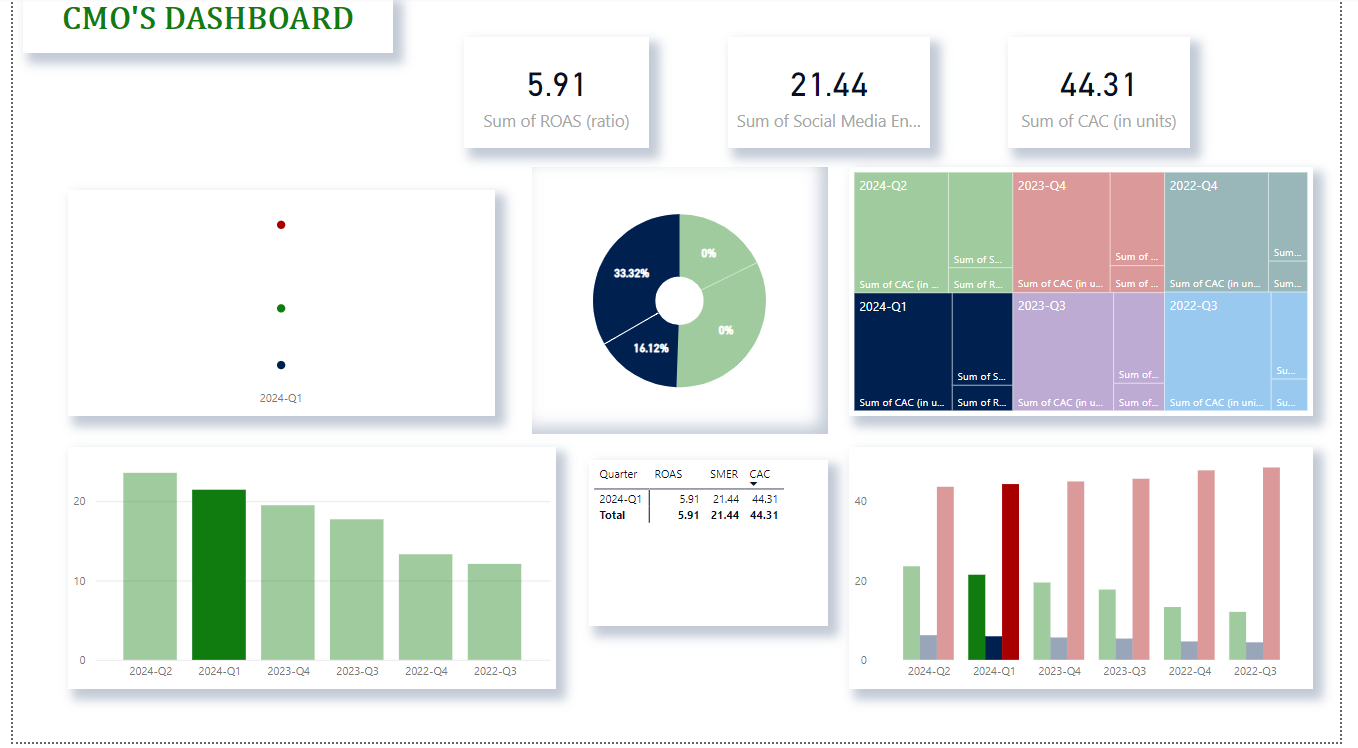 CMO'S DASHBOARD
5.91
Sum of ROAS (ratio)
21.44
Sum of Social Media En...
44.31
Sum of CAC (in units)
2024-Q1
0%
33.32%
0%
16.12%
2024-Q2
Sum of CAC (in ...
Sum of S...
Sum of R...
2023-Q4
Sum of CAC (in u...
Sum of ...
Sum of ...
2022-Q4
Sum of CAC (in un...
Sum...
Sum...
2024-Q1
Sum of CAC (in u...
Sum of S...
Sum of R...
2023-Q3
Sum of CAC (in u...
Sum of...
Sum of...
2022-Q3
Sum of CAC (in uni...
Su...
Su...
20
10
0
2024-Q2 2024-Q1 2023-Q4 2023-Q3 2022-Q4 2022-Q3
Quarter ROAS SMER CAC
2024-Q1 5.91 21.44 44.31
Total 5.91 21.44 44.31
40
20
0
2024-Q2 2024-Q1 2023-Q4 2023-Q3 2022-Q4 2022-Q3